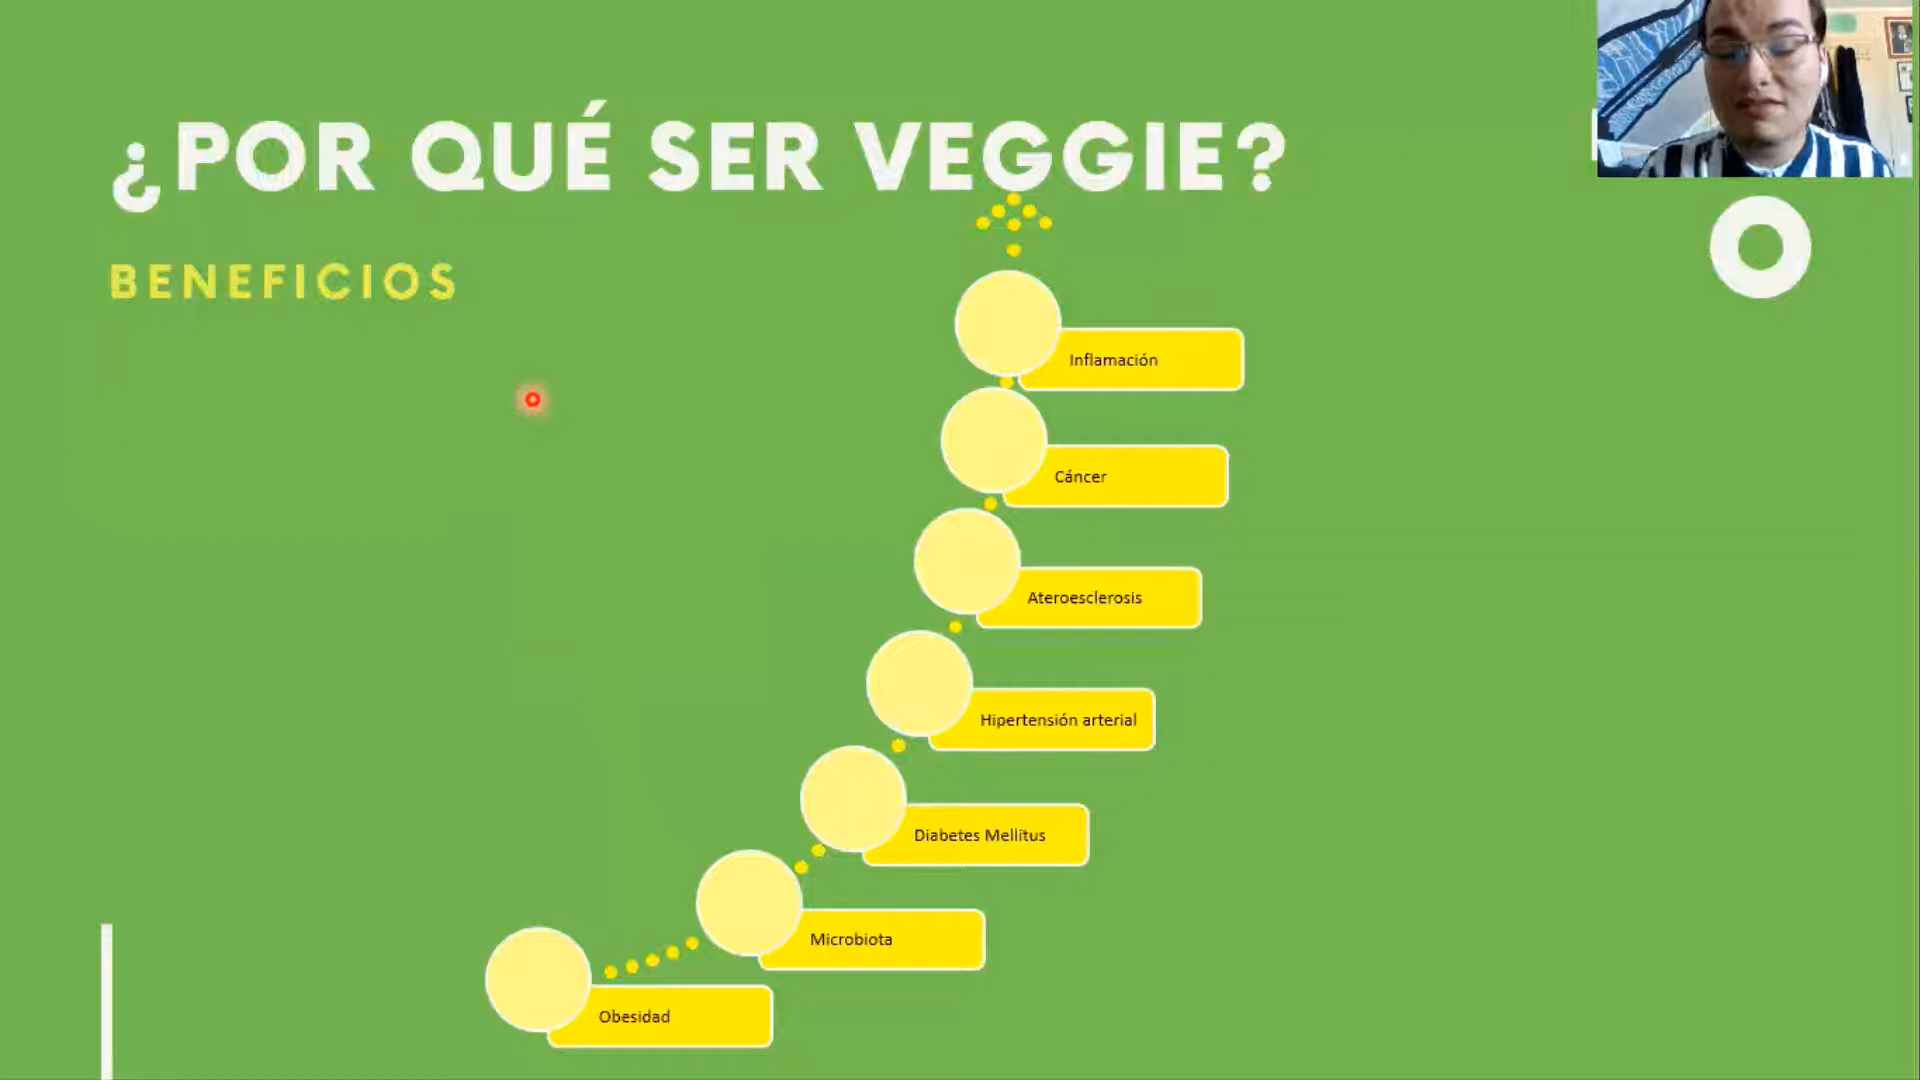 ¿POR QUÉ SER VEGGIE?
BENEFICIOS
Inflamación
Cáncer
Ateroesclerosis
Hipertensión arterial
Diabetes Mellitus
Microbiota
Obesidad